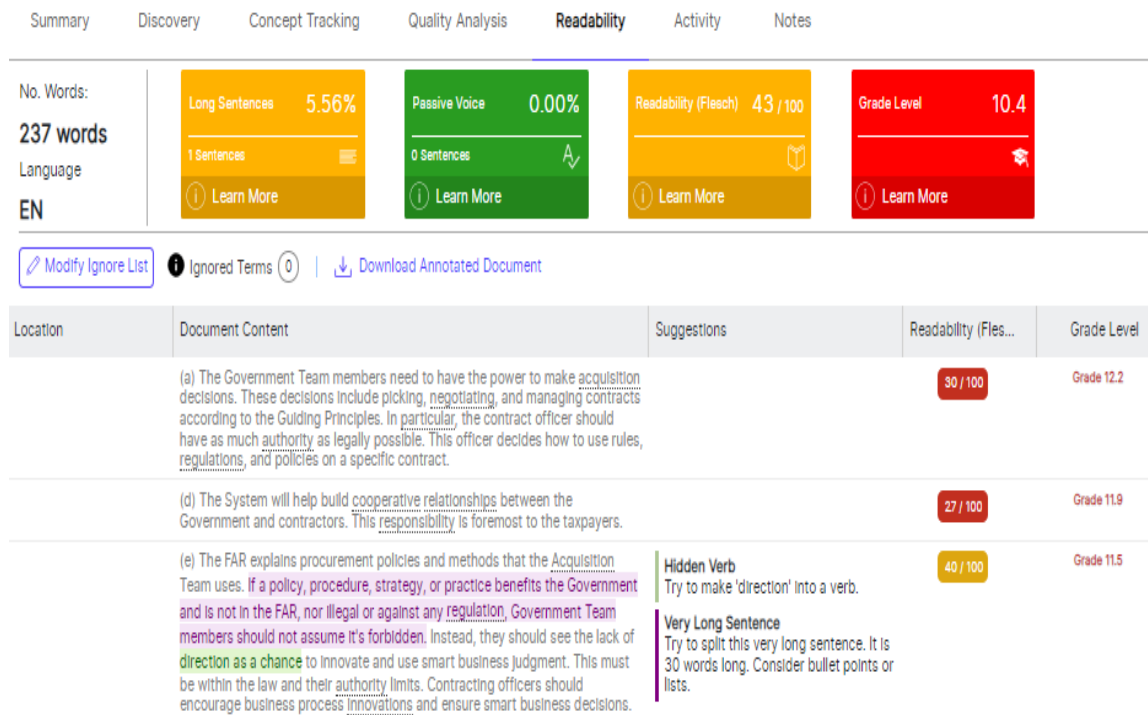 Summary Discovery Concept Tracking Quality Analysis Readability Activity Notes
No. Words:
237 words
Language
EN
Long Sentences 5.56%
1 Sentences
Learn More
Passive Voice 0.00%
0 Sentences
Learn More
Readability (Flesch) 43 / 100
Learn More
Grade Level 10.4
Learn More
Modify Ignore List Ignored Terms 0 Download Annotated Document
Location Document Content Suggestions Readability (Fles... Grade Level
(a) The Government Team members need to have the power to make acquisition
decisions. These decisions include picking, negotiating, and managing contracts
according to the Guiding Principles. In particular, the contract officer should
have as much authority as legally possible. This officer decides how to use rules,
regulations, and policies on a specific contract.
30 / 100
Grade 12.2
(d) The System will help build cooperative relationships between the
Government and contractors. This responsibility is foremost to the taxpayers.
27 / 100
Grade 11.9
(e) The FAR explains procurement policies and methods that the Acquisition
Team uses. If a policy, procedure, strategy, or practice benefits the Government
and is not in the FAR, nor illegal or against any regulation, Government Team
members should not assume it's forbidden. Instead, they should see the lack of
direction as a chance to innovate and use smart business judgment. This must
be within the law and their authority limits. Contracting officers should
encourage business process innovations and ensure smart business decisions.
Hidden Verb
Try to make 'direction' into a verb.
Very Long Sentence
Try to split this very long sentence. It is
30 words long. Consider bullet points or
lists.
40 / 100
Grade 11.5